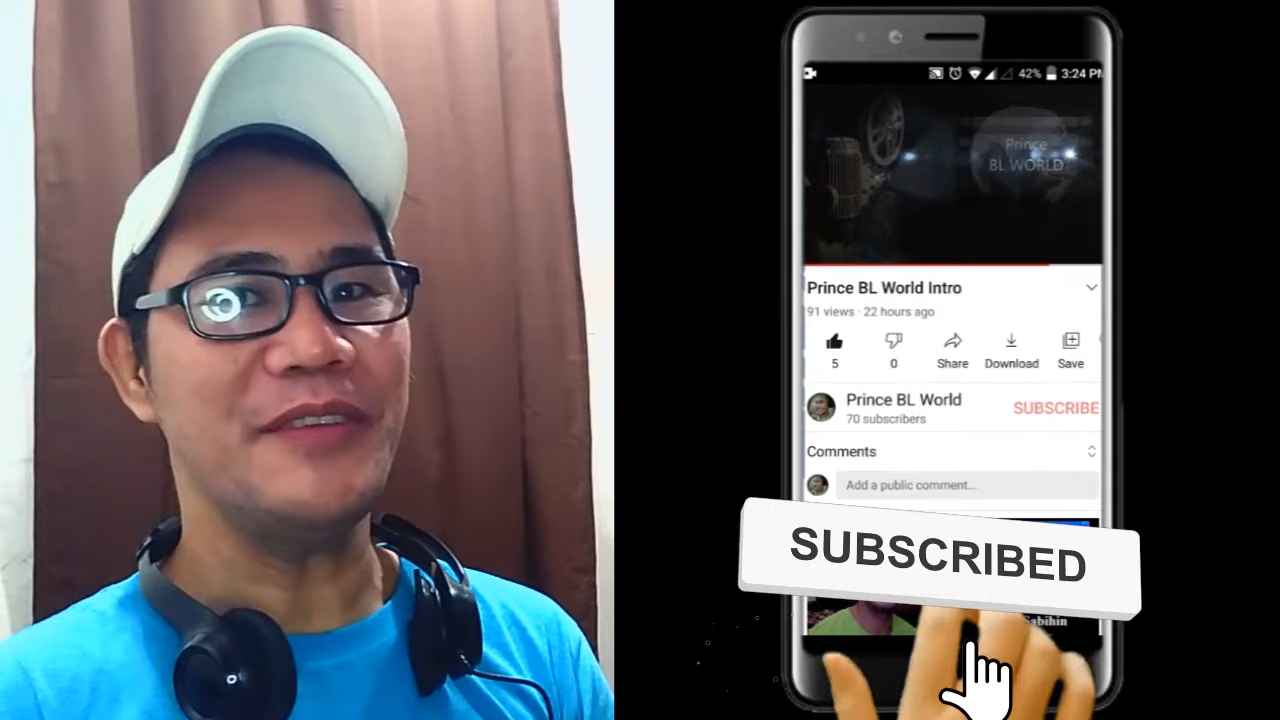 42% 3:24 PM
Prince
BL WORLD
Prince BL World Intro
91 views · 22 hours ago
5 0 Share Download Save
Prince BL World SUBSCRIBE
70 subscribers
Comments
Add a public comment...
SUBSCRIBED
Sabihin